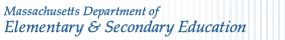 Massachusetts Department of
Elementary & Secondary Education